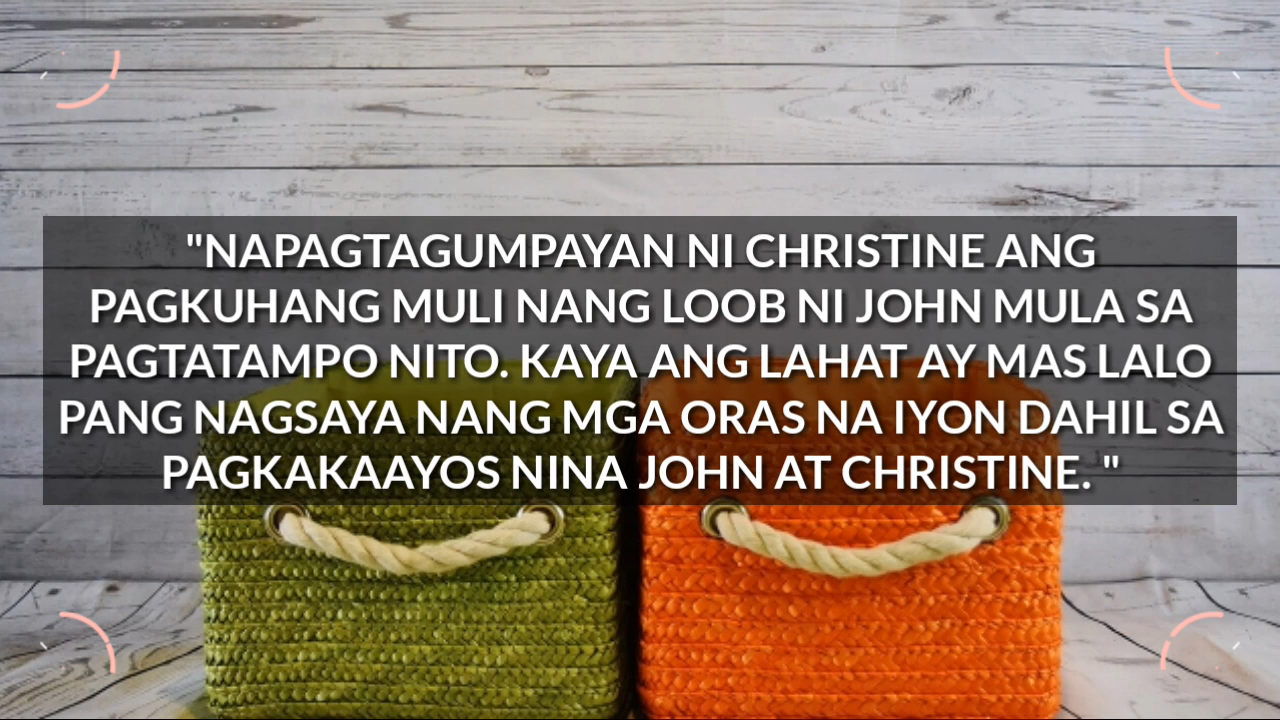 "NAPAGTAGUMPAYAN NI CHRISTINE ANG
PAGKUHANG MULI NANG LOOB NI JOHN MULA SA
PAGTATAMPO NITO. KAYA ANG LAHAT AY MAS LALO
PANG NAGSAYA NANG MGA ORAS NA IYON DAHIL SA
PAGKAKAAYOS NINA JOHN AT CHRISTINE. "